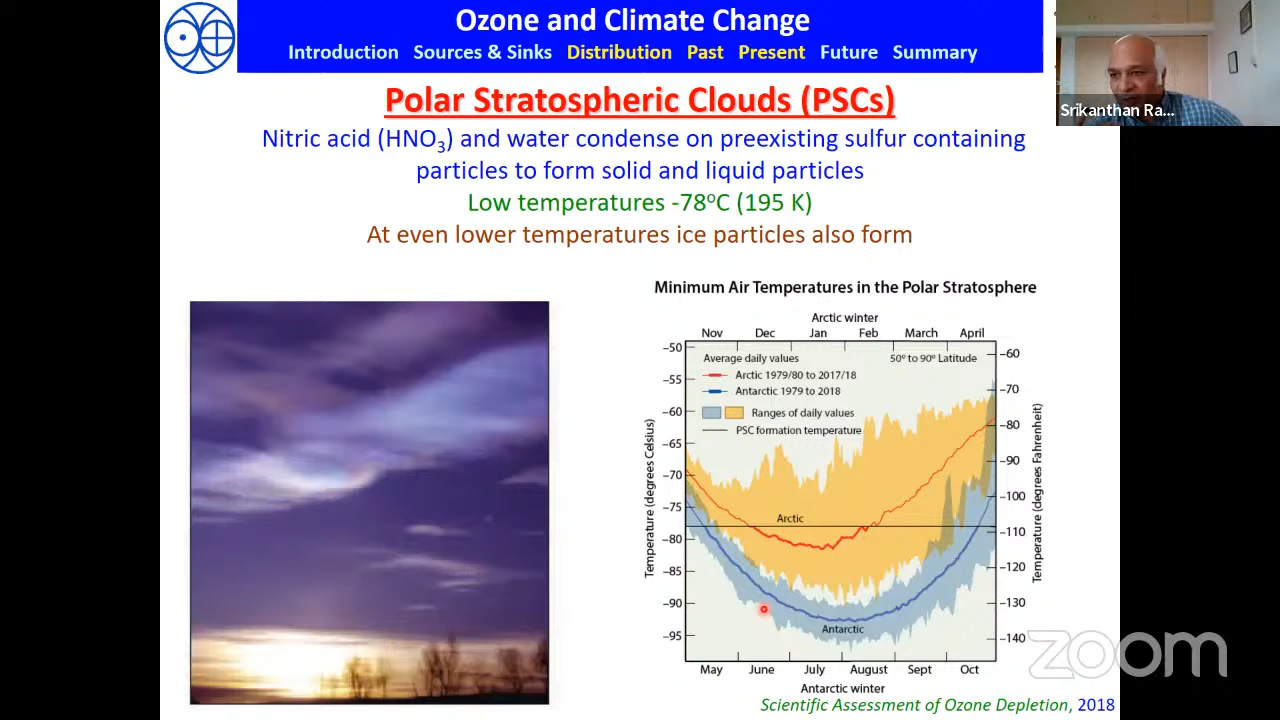 Ozone and Climate Change
Introduction Sources & Sinks Distribution Past Present Future Summary
Srikanthan Ra...
Polar Stratospheric Clouds (PSCs)
Nitric acid (HNO₃) and water condense on preexisting sulfur containing
particles to form solid and liquid particles
Low temperatures -78ºC (195 K)
At even lower temperatures ice particles also form
Minimum Air Temperatures in the Polar Stratosphere
Arctic winter
Nov Dec Jan Feb March April
Average daily values 50º to 90º Latitude
Arctic 1979/80 to 2017/18
Antarctic 1979 to 2018
Ranges of daily values
PSC formation temperature
Temperature (degrees Celsius)
−50
−55
−60
−65
−70
−75
−80
−85
−90
−95
Temperature (degrees Fahrenheit)
−60
−70
−80
−90
−100
−110
−120
−130
−140
Arctic
Antarctic
May June July August Sept Oct
Antarctic winter
zoom
Scientific Assessment of Ozone Depletion, 2018